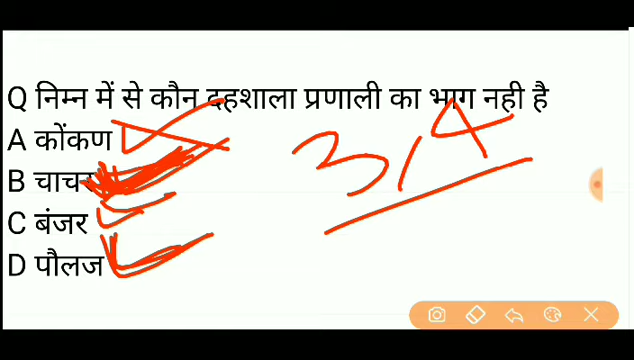 Q निम्न में से कौन दहशाला प्रणाली का भाग नही है
A कोंकण
B चाचर
C बंजर
D पौलज
3,4